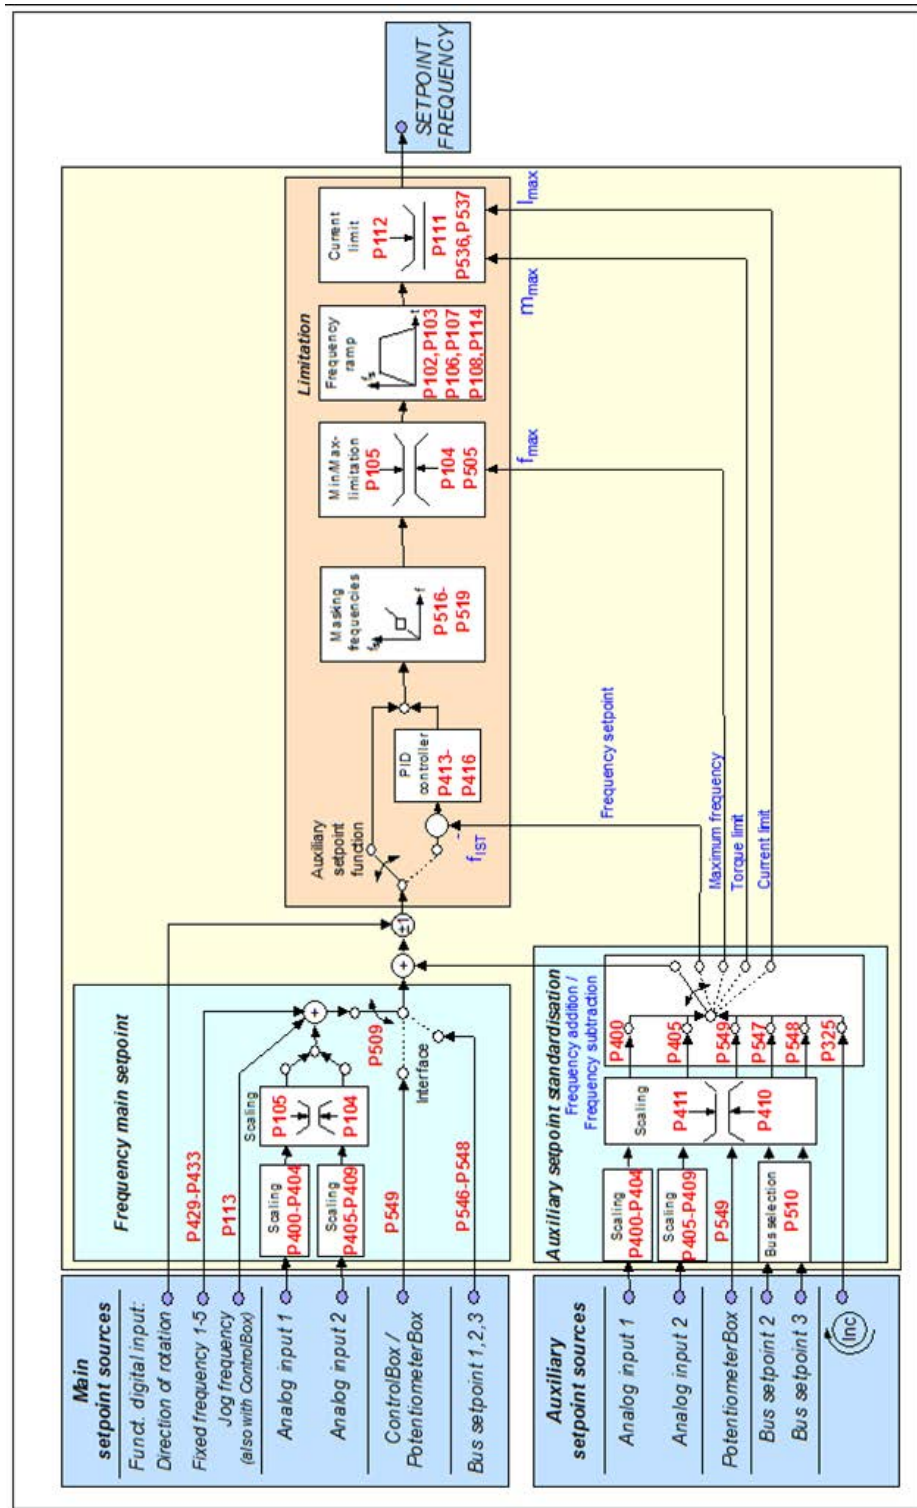 Main
setpoint sources
Funct. digital input:
Direction of rotation
Fixed frequency 1-5
Jog frequency
(also with ControlBox)
Analog input 1
Analog input 2
ControlBox /
PotentiometerBox
Bus setpoint 1,2,3
Frequency main setpoint
P429-P433
P113
Scaling
P400-P404
Scaling
P405-P409
Scaling
P105
P104
P549
P546-P548
P509
Interface
+
+
±1
Auxiliary
setpoint sources
Analog input 1
Analog input 2
PotentiometerBox
Bus setpoint 2
Bus setpoint 3
Inc
Auxiliary setpoint standardisation
Scaling
P400-P404
Scaling
P405-P409
P549
Bus selection
P510
Scaling
P411
P410
Frequency addition /
Frequency subtraction
P400
P405
P549
P547
P548
P325
Frequency setpoint
Maximum frequency
Torque limit
Current limit
Limitation
Auxiliary
setpoint
function
-
fIST
PID
controller
P413-
P416
Masking
frequencies
fs
f
P516-
P519
Min/Max-
limitation
P105
P104
P505
fmax
Frequency
ramp
fs
t
P102,P103
P106,P107
P108,P114
Current
limit
P112
P111
P536,P537
mmax
Imax
SETPOINT
FREQUENCY